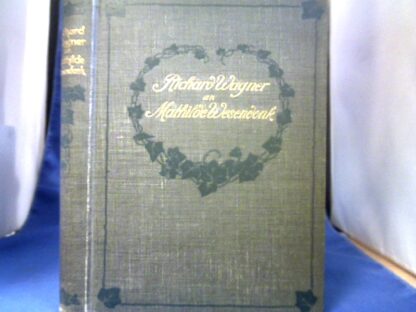 Richard Wagner
an
Mathilde Wesendonk